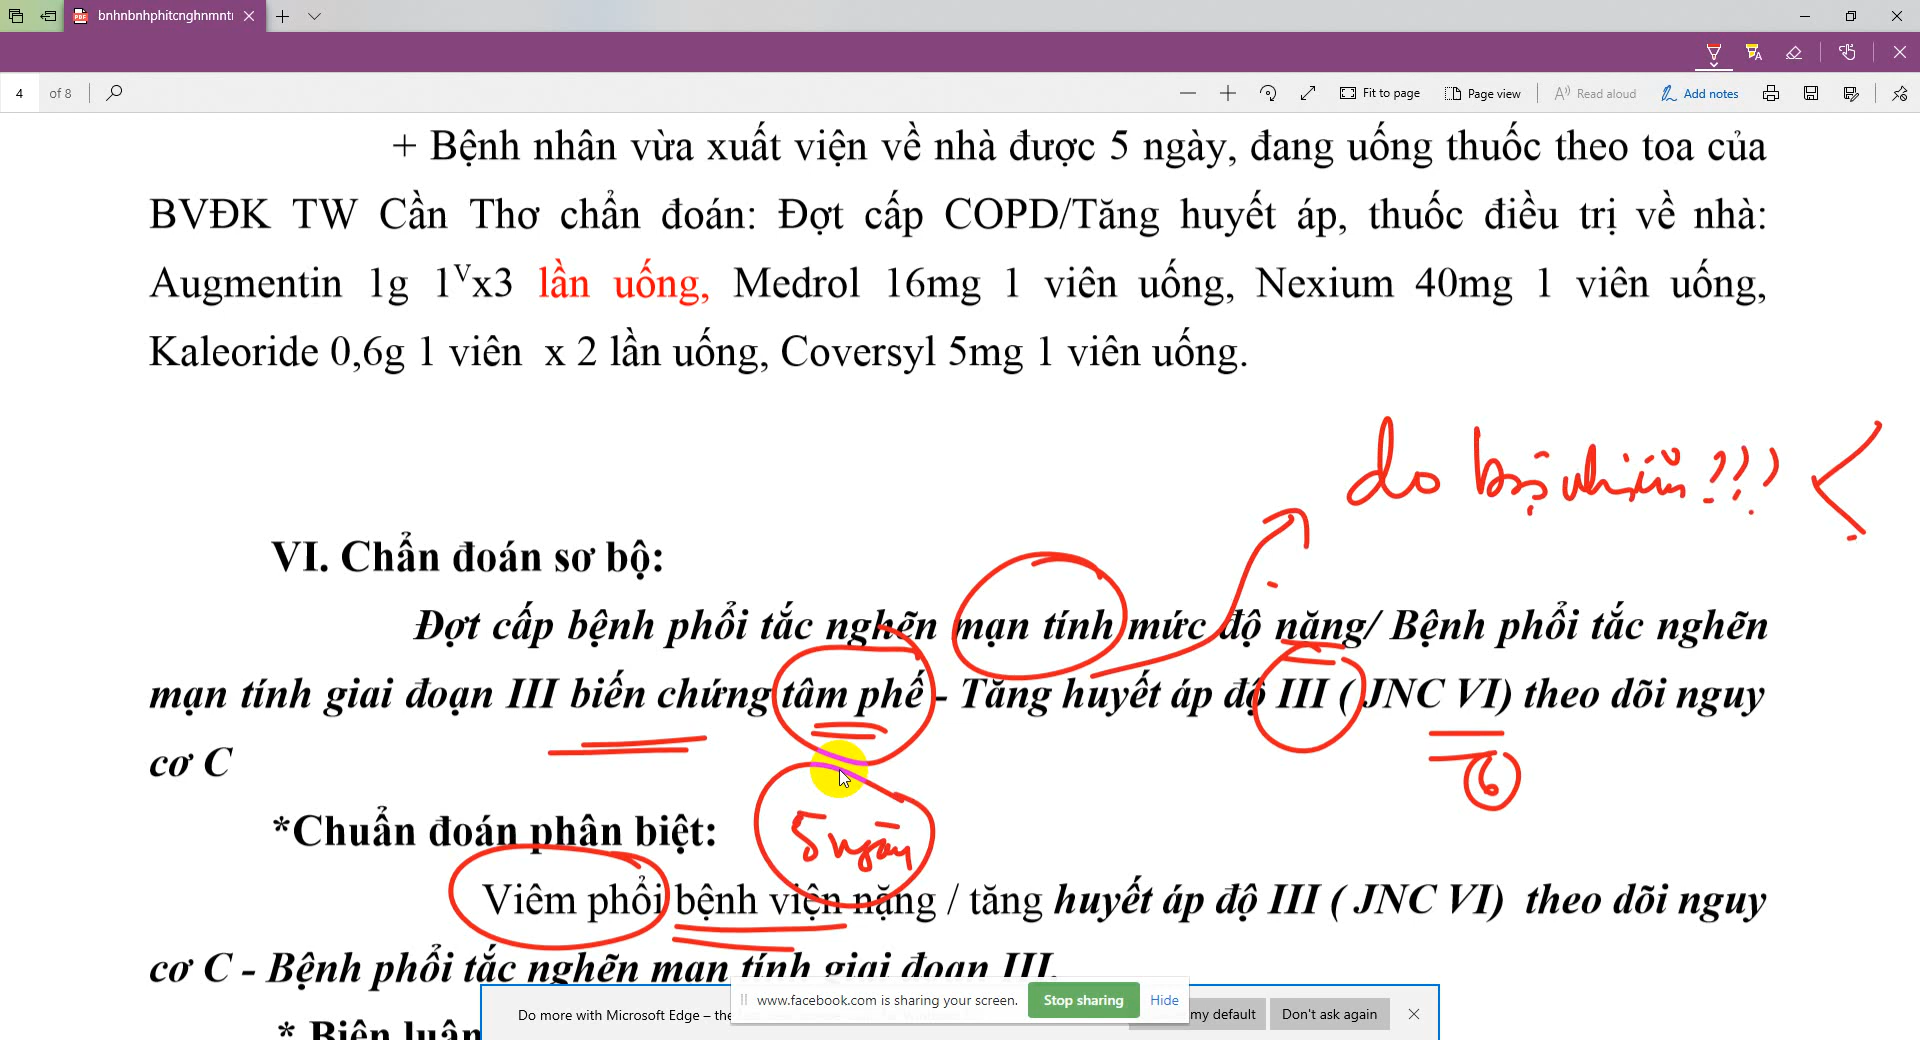 bnhnbnhphitcnghnmntı
4 of 8
Fit to page
Page view
Read aloud
Add notes
+ Bệnh nhân vừa xuất viện về nhà được 5 ngày, đang uống thuốc theo toa của
BVĐK TW Cần Thơ chẩn đoán: Đợt cấp COPD/Tăng huyết áp, thuốc điều trị về nhà:
Augmentin 1g 1Vx3 lần uống, Medrol 16mg 1 viên uống, Nexium 40mg 1 viên uống,
Kaleoride 0,6g 1 viên x 2 lần uống, Coversyl 5mg 1 viên uống.
do bội nhiễm ???
VI. Chẩn đoán sơ bộ:
Đợt cấp bệnh phổi tắc nghẽn mạn tính mức độ nặng/ Bệnh phổi tắc nghẽn
mạn tính giai đoạn III biến chứng tâm phế - Tăng huyết áp độ III ( JNC VI) theo dõi nguy
cơ C
6
*Chuẩn đoán phân biệt:
5 ngày
Viêm phổi bệnh viện nặng / tăng huyết áp độ III ( JNC VI) theo dõi nguy
cơ C - Bệnh phổi tắc nghẽn mạn tính giai đoạn III.
www.facebook.com is sharing your screen.
Stop sharing
Hide
Do more with Microsoft Edge – the
my default
Don't ask again
* Biện luận